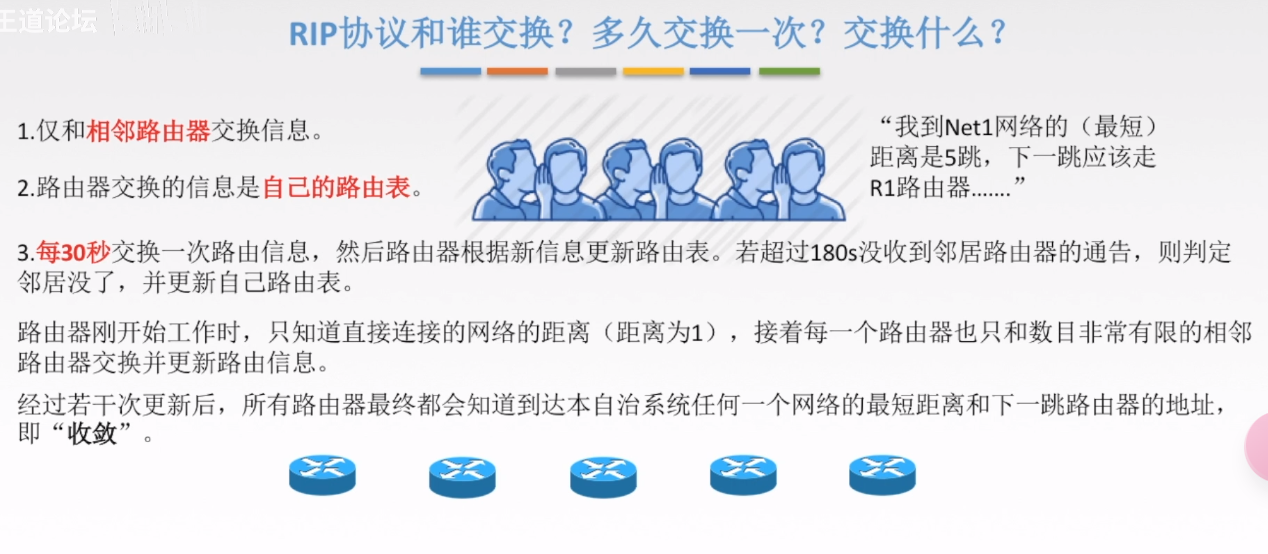 王道论坛
RIP协议和谁交换？多久交换一次？交换什么？
1.仅和相邻路由器交换信息。
2.路由器交换的信息是自己的路由表。
“我到Net1网络的（最短）
距离是5跳，下一跳应该走
R1路由器.......”
3.每30秒交换一次路由信息，然后路由器根据新信息更新路由表。若超过180s没收到邻居路由器的通告，则判定
邻居没了，并更新自己路由表。
路由器刚开始工作时，只知道直接连接的网络的距离（距离为1），接着每一个路由器也只和数目非常有限的相邻
路由器交换并更新路由信息。
经过若干次更新后，所有路由器最终都会知道到达本自治系统任何一个网络的最短距离和下一跳路由器的地址，
即“收敛”。